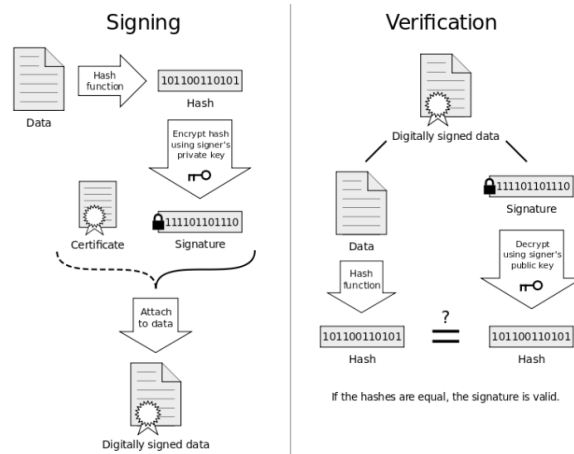 Signing
Hash
function
101100110101
Data
Hash
Encrypt hash
using signer's
private key
111101101110
Certificate
Signature
Attach
to data
Digitally signed data
Verification
Digitally signed data
111101101110
Signature
Data
Hash
function
Decrypt
using signer's
public key
?
101100110101
101100110101
Hash
Hash
If the hashes are equal, the signature is valid.